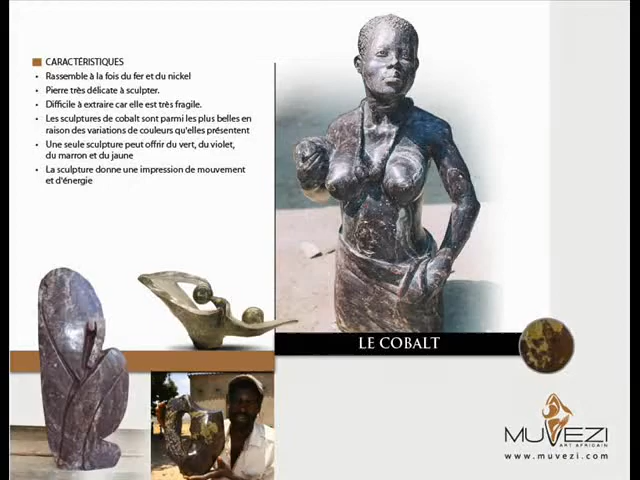 CARACTÉRISTIQUES
• Rassemble à la fois du fer et du nickel
• Pierre très délicate à sculpter.
• Difficile à extraire car elle est très fragile.
• Les sculptures de cobalt sont parmi les plus belles en
raison des variations de couleurs qu'elles présentent
• Une seule sculpture peut offrir du vert, du violet,
du marron et du jaune
• La sculpture donne une impression de mouvement
et d'énergie
LE COBALT
MUVEZI
ART AFRICAIN
www.muvezi.com